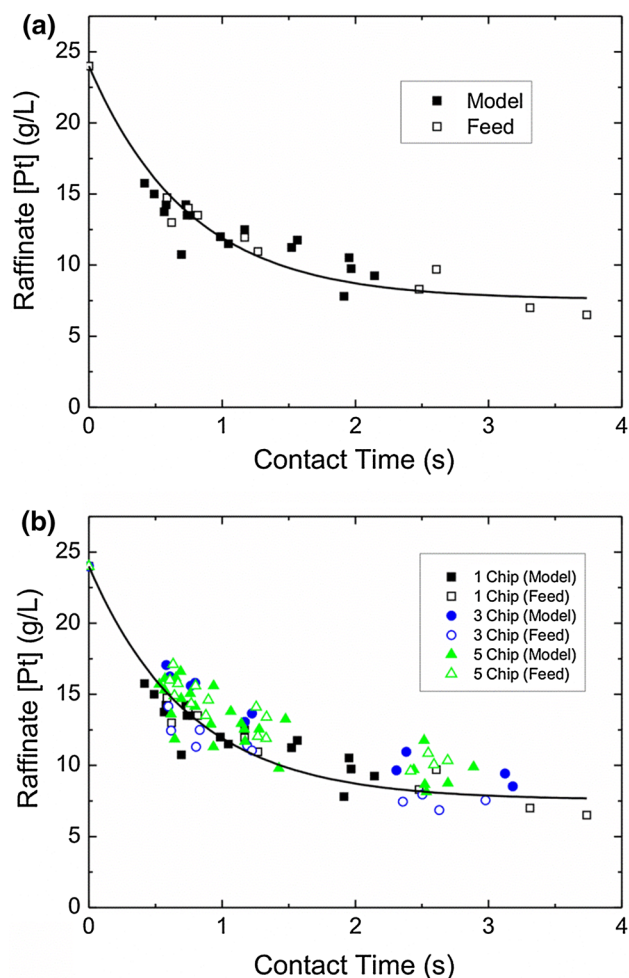 (a)
25
20
15
10
5
0
Raffinate [Pt] (g/L)
Model
Feed
0 1 2 3 4
Contact Time (s)
(b)
25
20
15
10
5
0
Raffinate [Pt] (g/L)
1 Chip (Model)
1 Chip (Feed)
3 Chip (Model)
3 Chip (Feed)
5 Chip (Model)
5 Chip (Feed)
0 1 2 3 4
Contact Time (s)